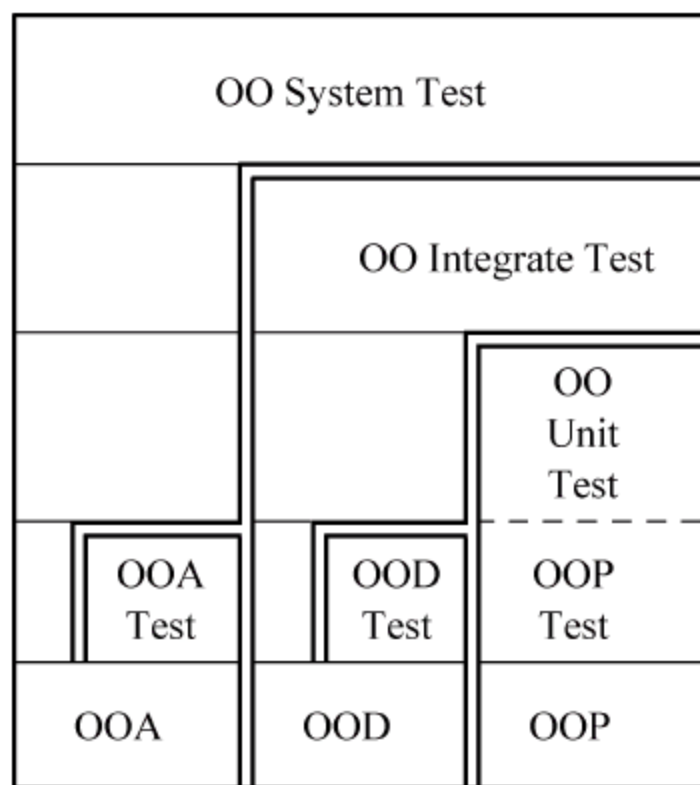 OO System Test
OO Integrate Test
OO
Unit
Test
OOA
Test
OOD
Test
OOP
Test
OOA
OOD
OOP